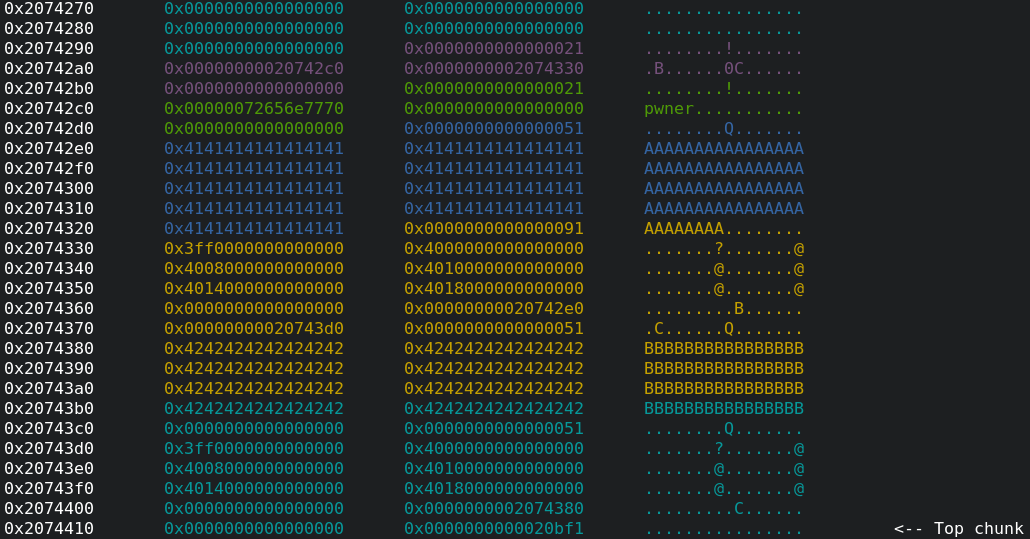 0x2074270 0x0000000000000000 0x0000000000000000 ................
0x2074280 0x0000000000000000 0x0000000000000000 ................
0x2074290 0x0000000000000000 0x0000000000000021 ........!.......
0x20742a0 0x00000000020742c0 0x0000000002074330 .B......0C......
0x20742b0 0x0000000000000000 0x0000000000000021 ........!.......
0x20742c0 0x00000072656e7770 0x0000000000000000 pwner...........
0x20742d0 0x0000000000000000 0x0000000000000051 ........Q.......
0x20742e0 0x4141414141414141 0x4141414141414141 AAAAAAAAAAAAAAAA
0x20742f0 0x4141414141414141 0x4141414141414141 AAAAAAAAAAAAAAAA
0x2074300 0x4141414141414141 0x4141414141414141 AAAAAAAAAAAAAAAA
0x2074310 0x4141414141414141 0x4141414141414141 AAAAAAAAAAAAAAAA
0x2074320 0x4141414141414141 0x0000000000000091 AAAAAAAA........
0x2074330 0x3ff0000000000000 0x4000000000000000 .......?.......@
0x2074340 0x4008000000000000 0x4010000000000000 .......@.......@
0x2074350 0x4014000000000000 0x4018000000000000 .......@.......@
0x2074360 0x0000000000000000 0x00000000020742e0 .........B......
0x2074370 0x00000000020743d0 0x0000000000000051 .C......Q.......
0x2074380 0x4242424242424242 0x4242424242424242 BBBBBBBBBBBBBBBB
0x2074390 0x4242424242424242 0x4242424242424242 BBBBBBBBBBBBBBBB
0x20743a0 0x4242424242424242 0x4242424242424242 BBBBBBBBBBBBBBBB
0x20743b0 0x4242424242424242 0x4242424242424242 BBBBBBBBBBBBBBBB
0x20743c0 0x0000000000000000 0x0000000000000051 ........Q.......
0x20743d0 0x3ff0000000000000 0x4000000000000000 .......?.......@
0x20743e0 0x4008000000000000 0x4010000000000000 .......@.......@
0x20743f0 0x4014000000000000 0x4018000000000000 .......@.......@
0x2074400 0x0000000000000000 0x0000000002074380 .........C......
0x2074410 0x0000000000000000 0x0000000000020bf1 ................ <-- Top chunk